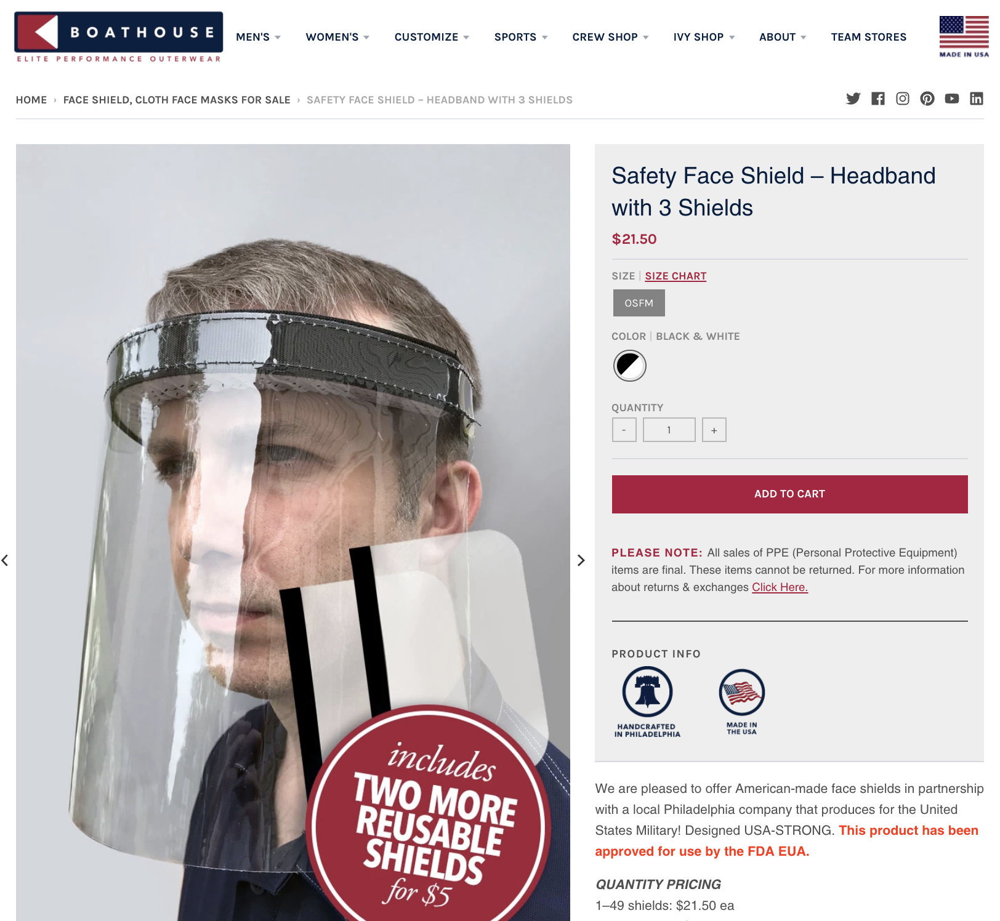 BOATHOUSE
ELITE PERFORMANCE OUTERWEAR
MEN'S
WOMEN'S
CUSTOMIZE
SPORTS
CREW SHOP
IVY SHOP
ABOUT
TEAM STORES
MADE IN USA
HOME › FACE SHIELD, CLOTH FACE MASKS FOR SALE › SAFETY FACE SHIELD – HEADBAND WITH 3 SHIELDS
includes
TWO MORE
REUSABLE
SHIELDS
for $5
Safety Face Shield – Headband
with 3 Shields
$21.50
SIZE | SIZE CHART
OSFM
COLOR | BLACK & WHITE
QUANTITY
- 1 +
ADD TO CART
PLEASE NOTE: All sales of PPE (Personal Protective Equipment)
items are final. These items cannot be returned. For more information
about returns & exchanges Click Here.
PRODUCT INFO
HANDCRAFTED
IN PHILADELPHIA
MADE IN
THE USA
We are pleased to offer American-made face shields in partnership
with a local Philadelphia company that produces for the United
States Military! Designed USA-STRONG. This product has been
approved for use by the FDA EUA.
QUANTITY PRICING
1–49 shields: $21.50 ea